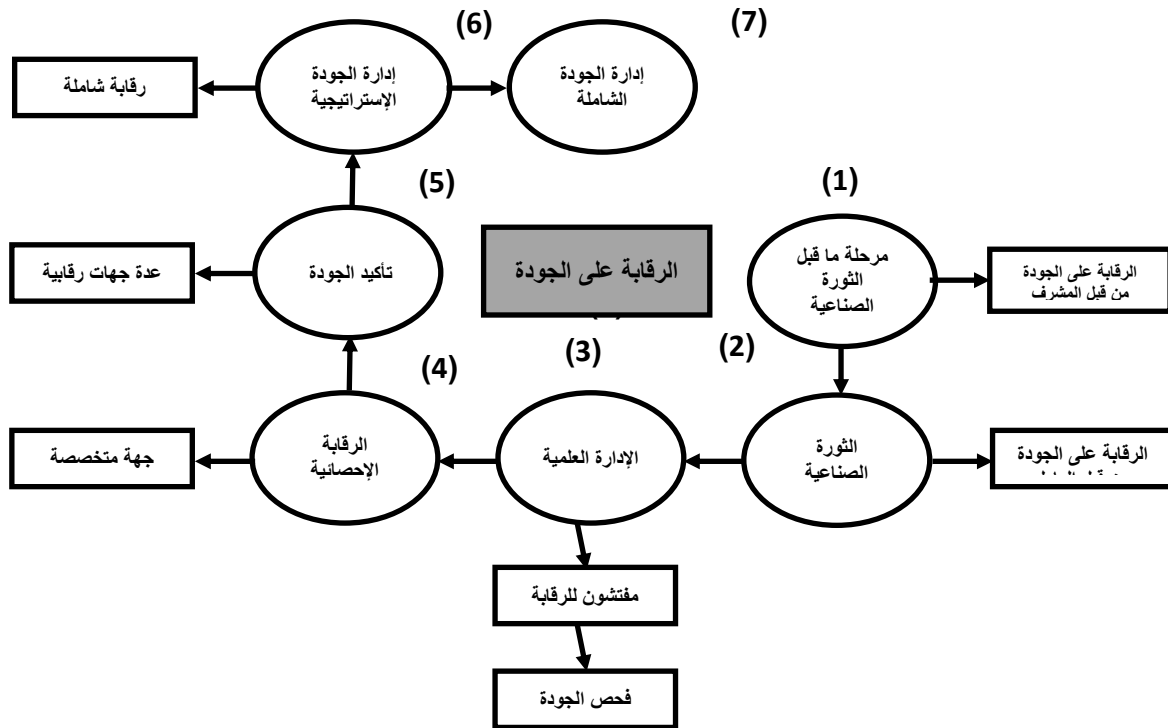 (6)
(7)
رقابة شاملة
إدارة الجودة
الإستراتيجية
إدارة الجودة
الشاملة
(5)
(1)
عدة جهات رقابية
تأكيد الجودة
الرقابة على الجودة
مرحلة ما قبل
الثورة
الصناعية
الرقابة على الجودة
من قبل المشرف
(4)
(3)
(2)
جهة متخصصة
الرقابة
الإحصائية
الإدارة العلمية
الثورة
الصناعية
الرقابة على الجودة
مفتشون للرقابة
فحص الجودة